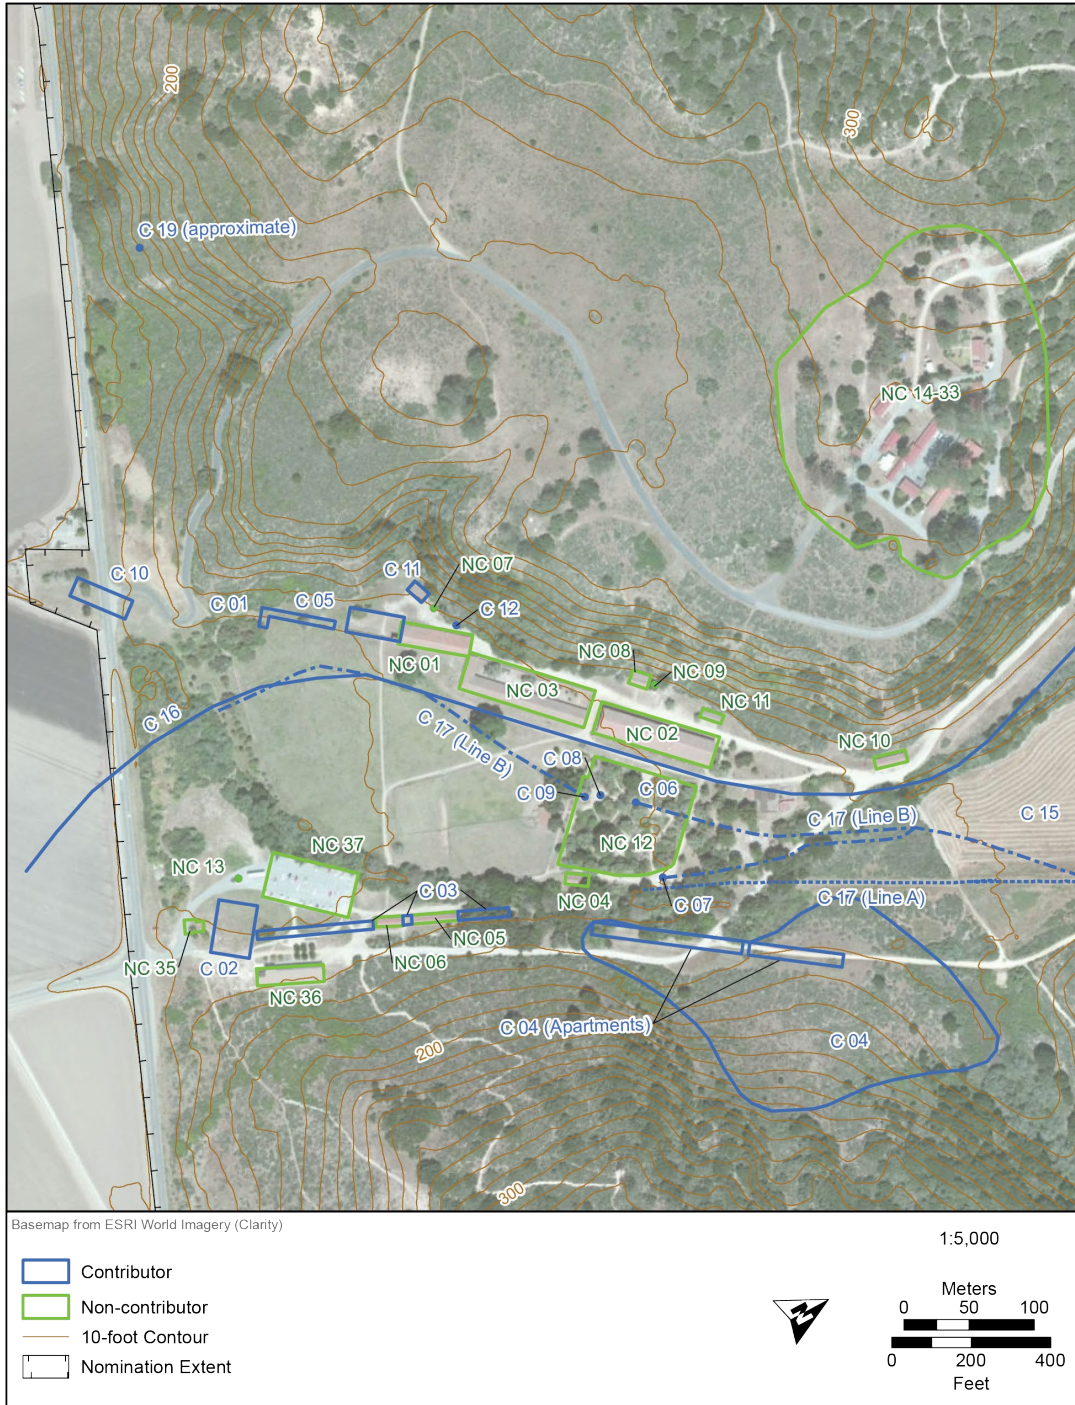 200
300
C 19 (approximate)
NC 14-33
C 10
C 11
NC 07
C 01
C 05
C 12
NC 01
NC 08
NC 09
NC 03
NC 11
C 16
C 17 (Line B)
NC 02
NC 10
C 08
C 09
C 06
C 17 (Line B)
C 15
NC 12
NC 37
NC 13
C 03
NC 04
C 07
C 17 (Line A)
NC 35
C 02
NC 06
NC 05
NC 36
C 04 (Apartments)
C 04
200
300
Basemap from ESRI World Imagery (Clarity)
Contributor
Non-contributor
10-foot Contour
Nomination Extent
N
1:5,000
Meters
0 50 100
0 200 400
Feet